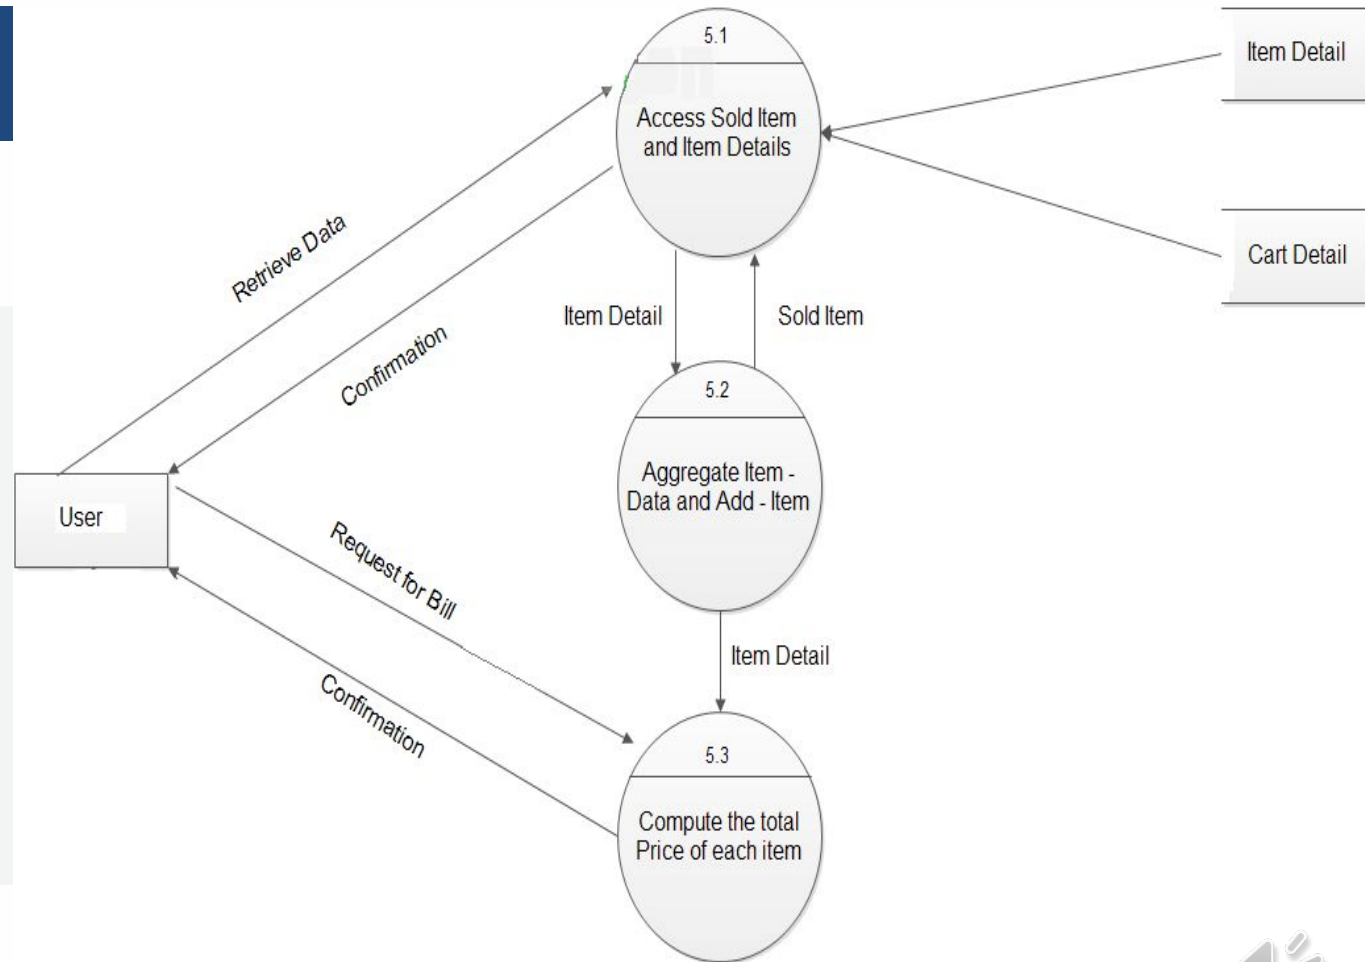 5.1
Access Sold Item
and Item Details
Item Detail
Cart Detail
Retrieve Data
Confirmation
Item Detail
Sold Item
5.2
Aggregate Item -
Data and Add - Item
User
Request for Bill
Confirmation
Item Detail
5.3
Compute the total
Price of each item